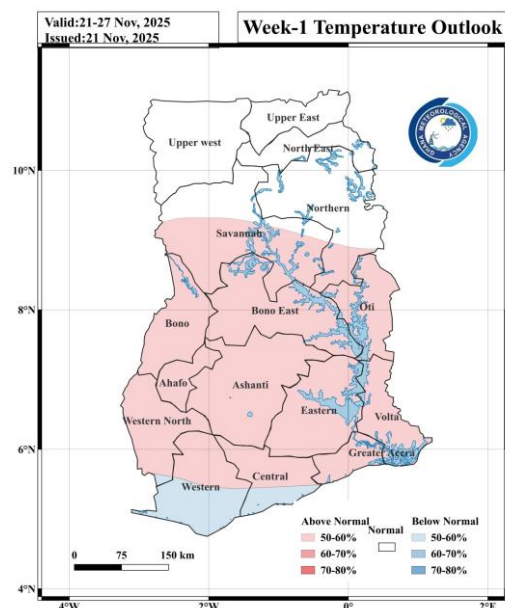 Valid:21-27 Nov, 2025
Issued:21 Nov, 2025
Week-1 Temperature Outlook
Upper East
Upper west
North East
10°N
Northern
Savannah
8°N
Bono East
Oti
Bono
Ahafo
Ashanti
Eastern
Volta
Western North
6°N
Greater Accra
Central
Western
Above Normal
Normal
Below Normal
50-60%
50-60%
60-70%
60-70%
70-80%
70-80%
0 75 150 km
4°N
4°W
2°W
0°
GHANA METEOROLOGICAL AGENCY